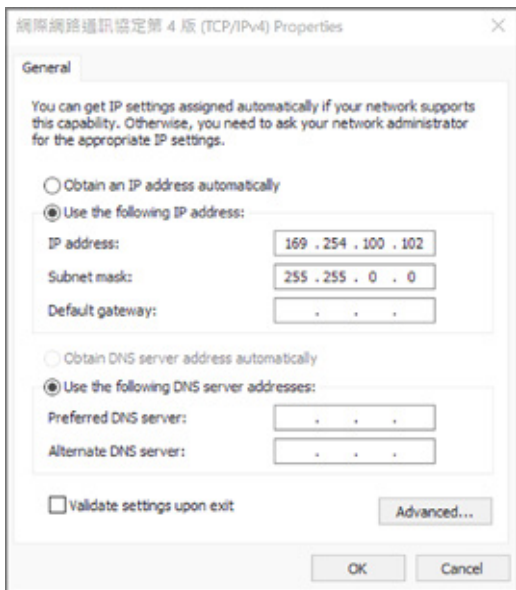 網際網路通訊協定第 4 版 (TCP/IPv4) Properties
General
You can get IP settings assigned automatically if your network supports
this capability. Otherwise, you need to ask your network administrator
for the appropriate IP settings.
Obtain an IP address automatically
Use the following IP address:
IP address: 169 . 254 . 100 . 102
Subnet mask: 255 . 255 . 0 . 0
Default gateway: . . .
Obtain DNS server address automatically
Use the following DNS server addresses:
Preferred DNS server: . . .
Alternate DNS server: . . .
Validate settings upon exit
Advanced...
OK Cancel